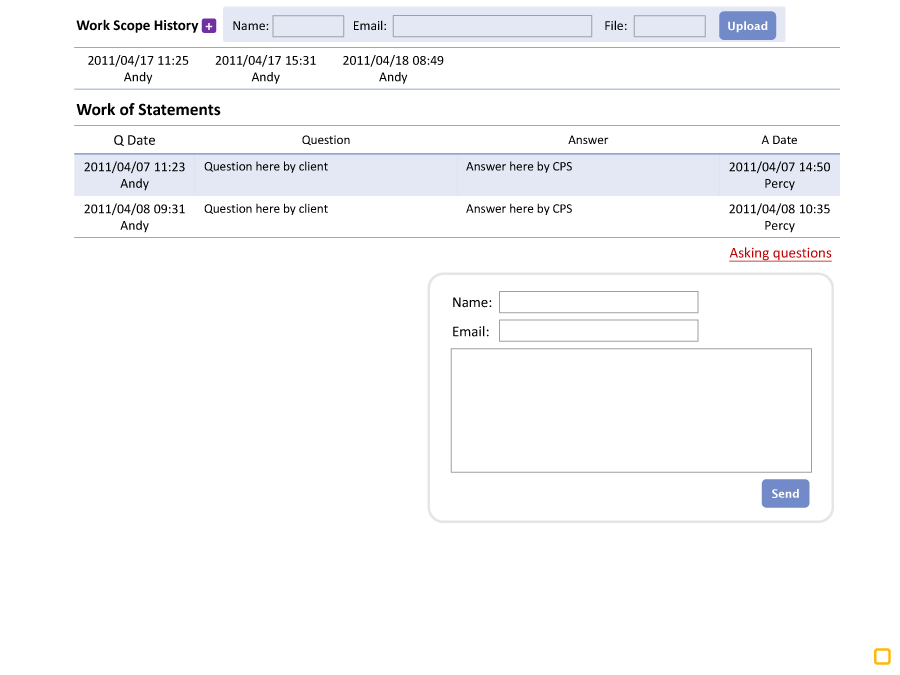 Work Scope History + Name: Email: File: Upload
2011/04/17 11:25 2011/04/17 15:31 2011/04/18 08:49
Andy Andy Andy
Work of Statements
Q Date Question Answer A Date
2011/04/07 11:23 Question here by client Answer here by CPS 2011/04/07 14:50
Andy Percy
2011/04/08 09:31 Question here by client Answer here by CPS 2011/04/08 10:35
Andy Percy
Asking questions
Name:
Email:
Send